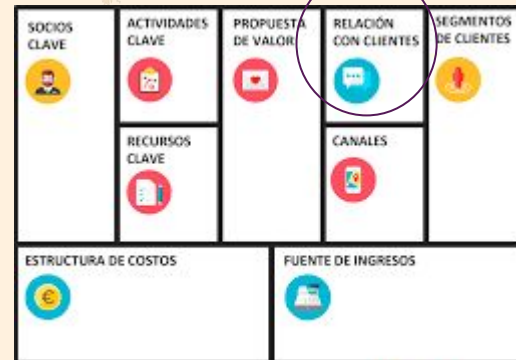 SOCIOS
CLAVE
ACTIVIDADES
CLAVE
PROPUESTA
DE VALOR
RELACIÓN
CON CLIENTES
SEGMENTOS
DE CLIENTES
RECURSOS
CLAVE
CANALES
ESTRUCTURA DE COSTOS
FUENTE DE INGRESOS